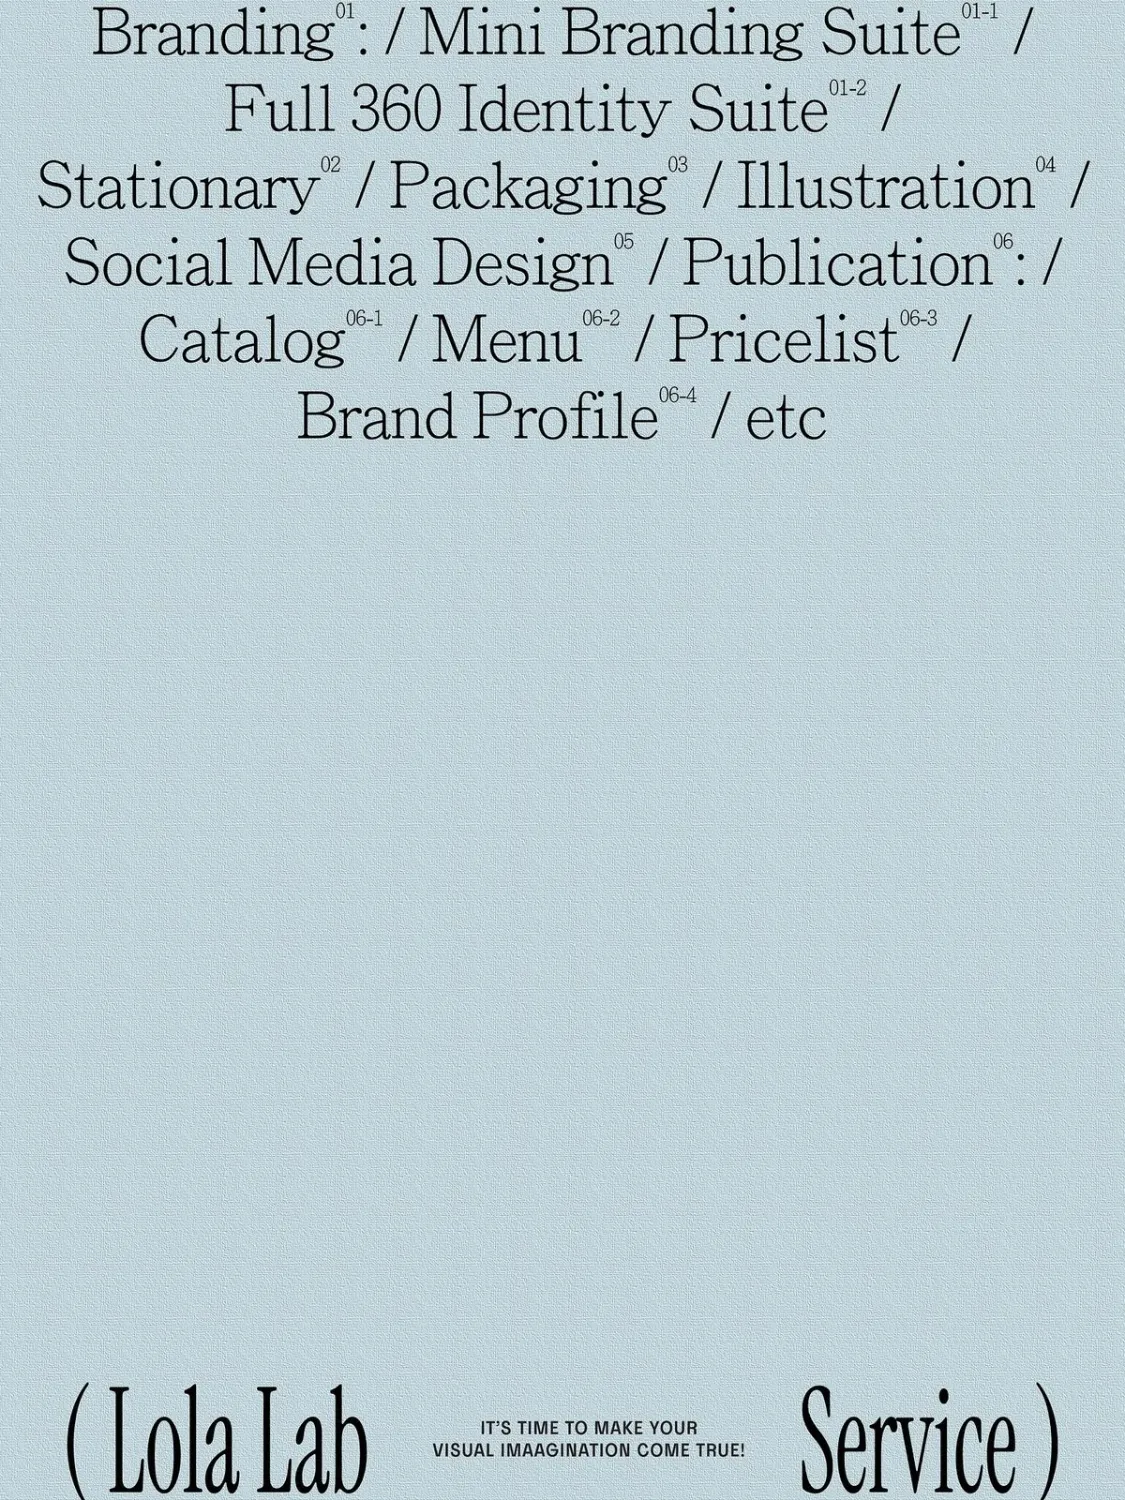 Branding01: / Mini Branding Suite01-1 /
Full 360 Identity Suite01-2 /
Stationary02 / Packaging03 / Illustration04 /
Social Media Design05 / Publication06: /
Catalog06-1 / Menu06-2 / Pricelist06-3 /
Brand Profile06-4 / etc
( Lola Lab
IT'S TIME TO MAKE YOUR
VISUAL IMAAGINATION COME TRUE!
Service )